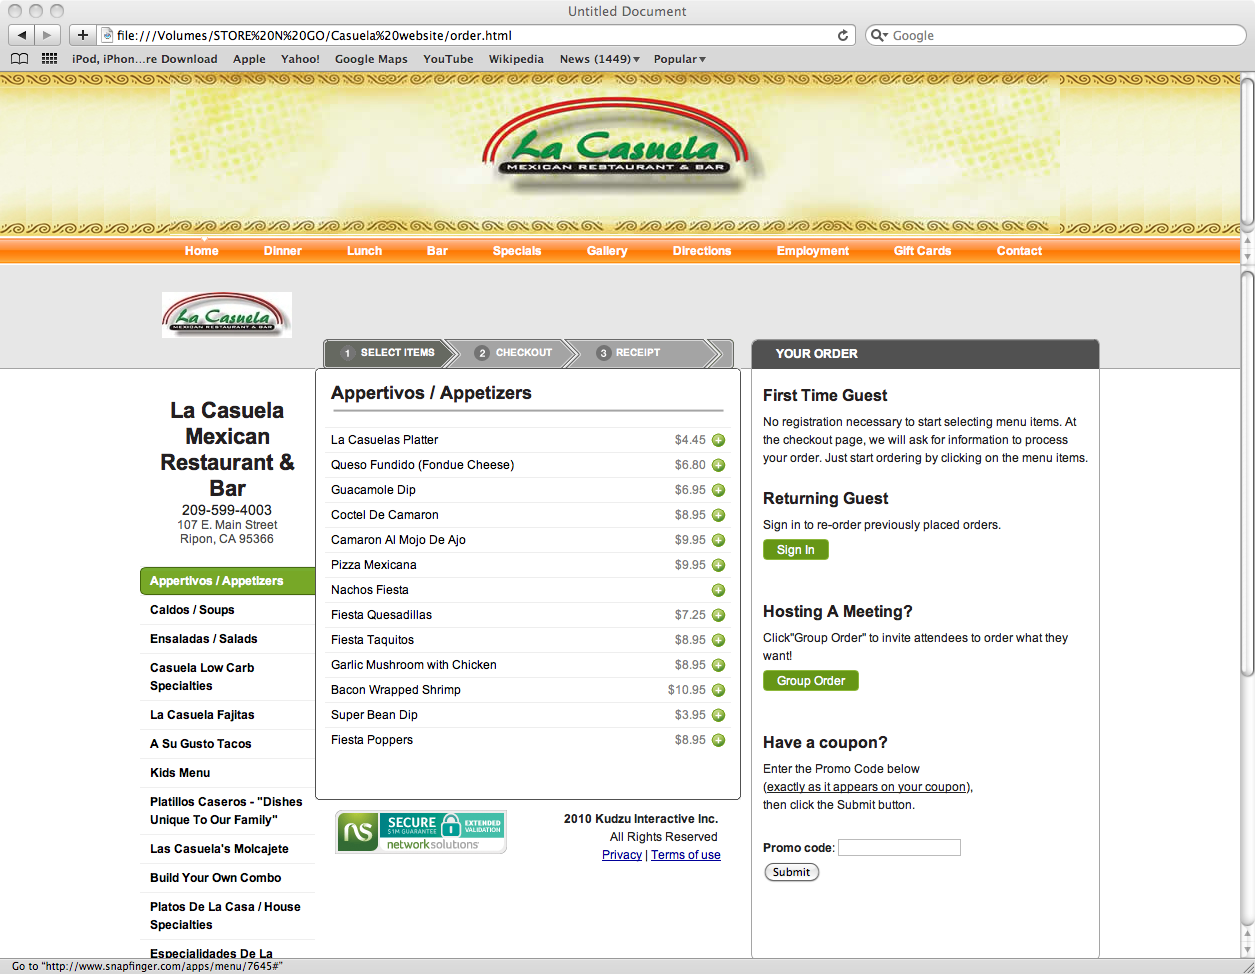 Untitled Document
file:///Volumes/STORE%20N%20GO/Casuela%20website/order.html
Google
iPod, iPhon...re Download Apple Yahoo! Google Maps YouTube Wikipedia News (1449) Popular
La Casuela
MEXICAN RESTAURANT & BAR
Home Dinner Lunch Bar Specials Gallery Directions Employment Gift Cards Contact
La Casuela
MEXICAN RESTAURANT & BAR
La Casuela
Mexican
Restaurant &
Bar
209-599-4003
107 E. Main Street
Ripon, CA 95366
Appertivos / Appetizers
Caldos / Soups
Ensaladas / Salads
Casuela Low Carb
Specialties
La Casuela Fajitas
A Su Gusto Tacos
Kids Menu
Platillos Caseros - "Dishes
Unique To Our Family"
Las Casuela's Molcajete
Build Your Own Combo
Platos De La Casa / House
Specialties
Especialidades De La
1 SELECT ITEMS 2 CHECKOUT 3 RECEIPT
Appertivos / Appetizers
La Casuelas Platter $4.45
Queso Fundido (Fondue Cheese) $6.80
Guacamole Dip $6.95
Coctel De Camaron $8.95
Camaron Al Mojo De Ajo $9.95
Pizza Mexicana $9.95
Nachos Fiesta
Fiesta Quesadillas $7.25
Fiesta Taquitos $8.95
Garlic Mushroom with Chicken $8.95
Bacon Wrapped Shrimp $10.95
Super Bean Dip $3.95
Fiesta Poppers $8.95
ns SECURE
$1M GUARANTEE
EXTENDED
VALIDATION
networksolutions
2010 Kudzu Interactive Inc.
All Rights Reserved
Privacy | Terms of use
YOUR ORDER
First Time Guest
No registration necessary to start selecting menu items. At
the checkout page, we will ask for information to process
your order. Just start ordering by clicking on the menu items.
Returning Guest
Sign in to re-order previously placed orders.
Sign In
Hosting A Meeting?
Click"Group Order" to invite attendees to order what they
want!
Group Order
Have a coupon?
Enter the Promo Code below
(exactly as it appears on your coupon),
then click the Submit button.
Promo code:
Submit
Go to "http://www.snapfinger.com/apps/menu/7645#"